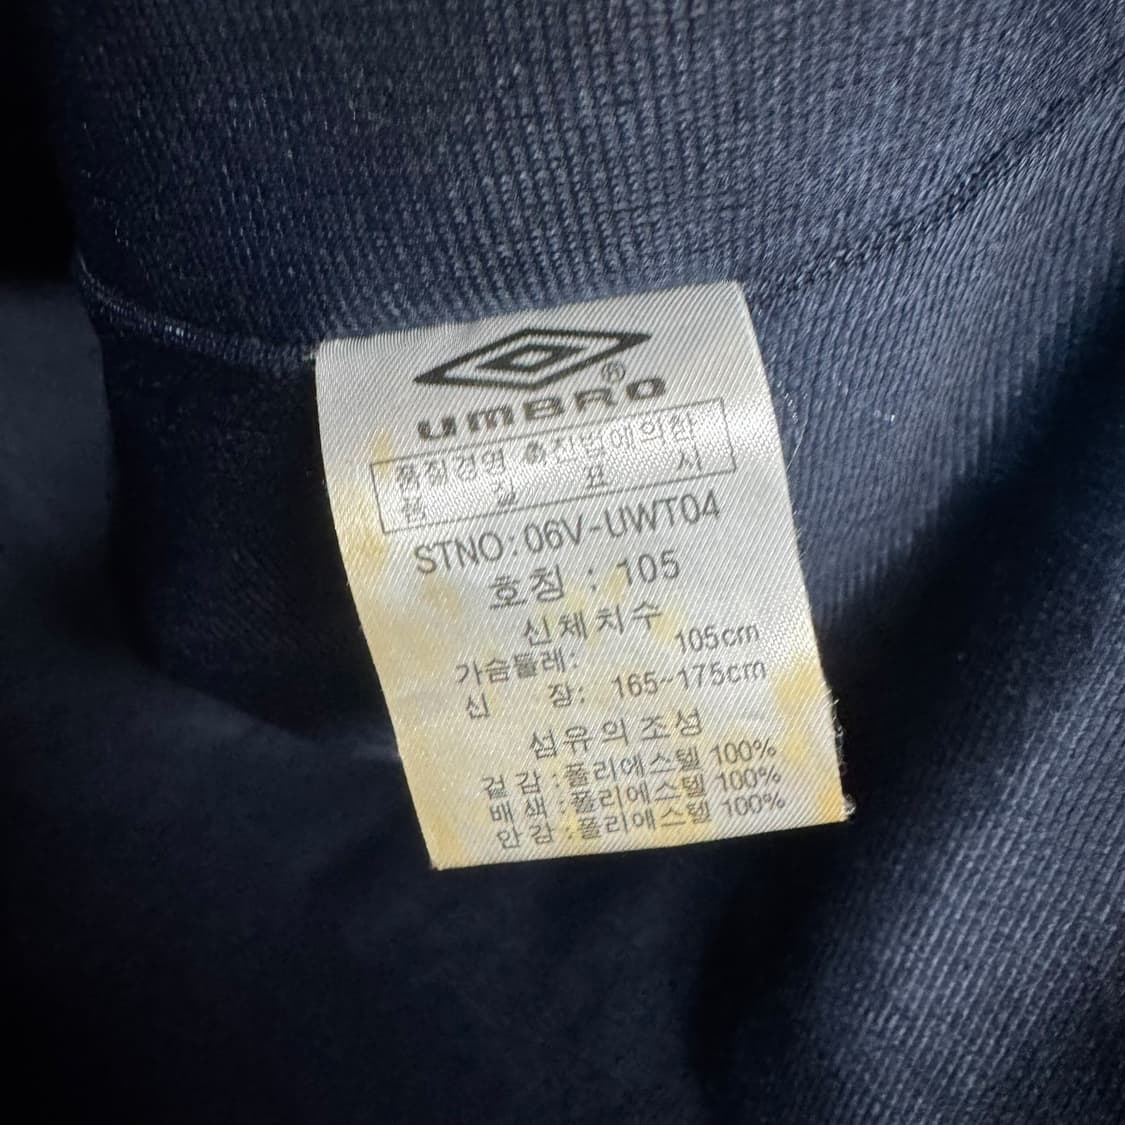 UMBRO®
품질경영 촉진법에의한
품 질 표 시
STNO: 06V-UWT04
호칭 : 105
신체치수
가슴둘레: 105cm
신 장: 165~175cm
섬유의 조성
겉 감 : 폴리에스텔 100%
배 색 : 폴리에스텔 100%
안 감 : 폴리에스텔 100%